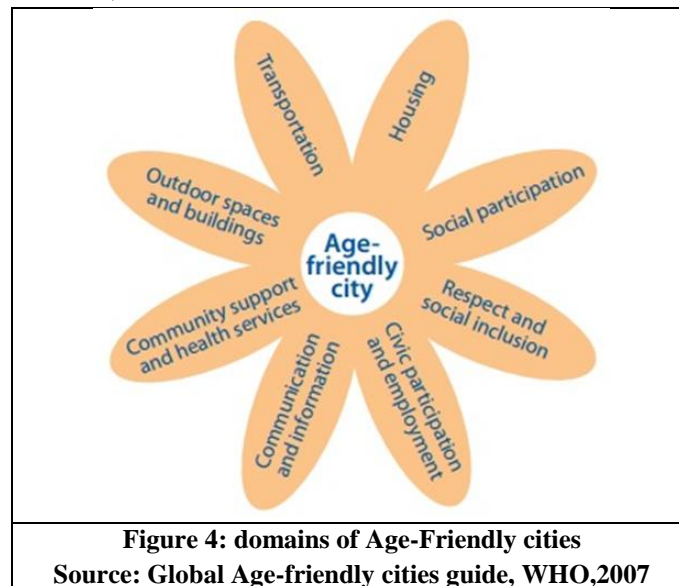 Transportation
Housing
Social participation
Respect and
social inclusion
Civic participation
and employment
Communication
and information
Community support
and health services
Outdoor spaces
and buildings
Age-
friendly
city
Figure 4: domains of Age-Friendly cities
Source: Global Age-friendly cities guide, WHO,2007